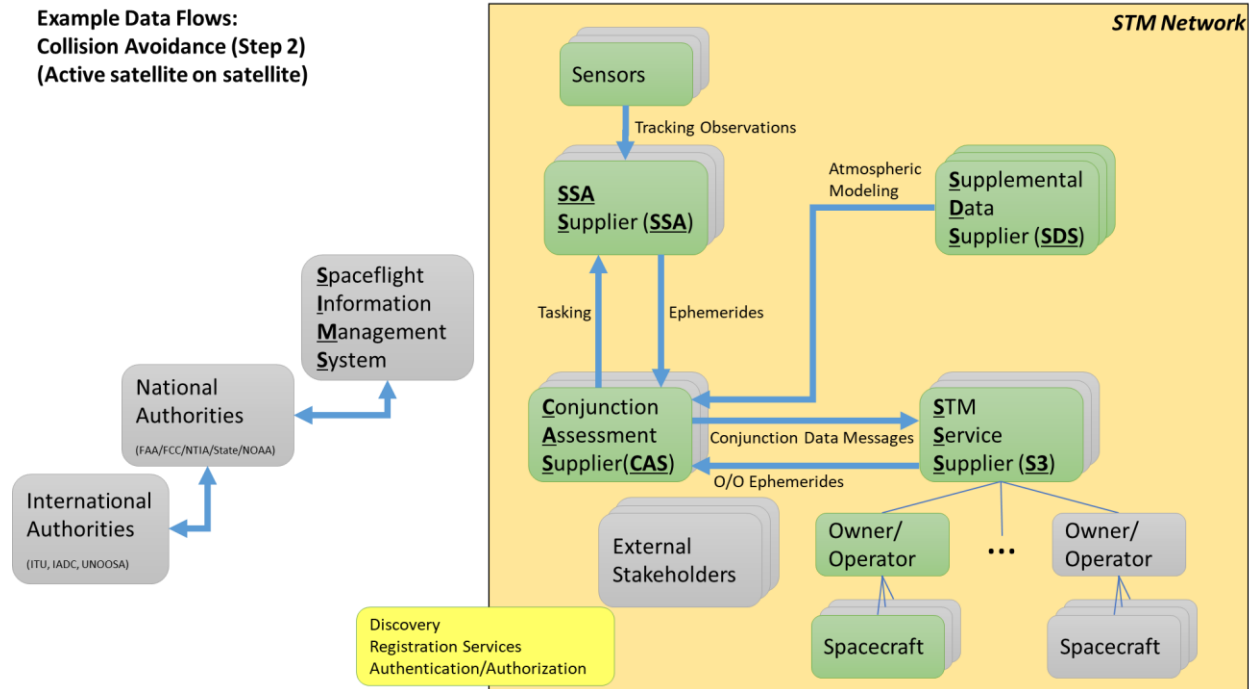 Example Data Flows:
Collision Avoidance (Step 2)
(Active satellite on satellite)
STM Network
Sensors
Tracking Observations
SSA
Supplier (SSA)
Atmospheric
Modeling
Supplemental
Data
Supplier (SDS)
Spaceflight
Information
Management
System
Tasking
Ephemerides
National
Authorities
(FAA/FCC/NTIA/State/NOAA)
Conjunction
Assessment
Supplier(CAS)
Conjunction Data Messages
O/O Ephemerides
STM
Service
Supplier (S3)
International
Authorities
(ITU, IADC, UNOOSA)
External
Stakeholders
Owner/
Operator
...
Owner/
Operator
Discovery
Registration Services
Authentication/Authorization
Spacecraft
Spacecraft